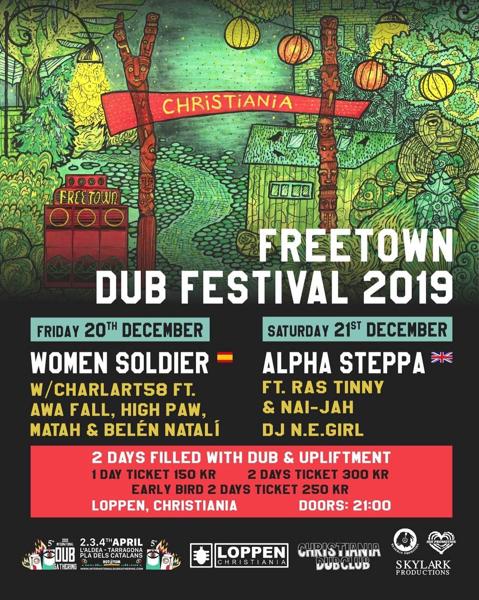 CHRiSTiANiA
FREETOWN
FREETOWN
DUB FESTIVAL 2019
FRIDAY 20TH DECEMBER
WOMEN SOLDIER
W/CHARLART58 FT.
AWA FALL, HIGH PAW,
MATAH & BELÉN NATALÍ
SATURDAY 21ST DECEMBER
ALPHA STEPPA
FT. RAS TINNY
& NAI-JAH
DJ N.E.GIRL
2 DAYS FILLED WITH DUB & UPLIFTMENT
1 DAY TICKET 150 KR 2 DAYS TICKET 300 KR
EARLY BIRD 2 DAYS TICKET 250 KR
LOPPEN, CHRISTIANIA DOORS: 21:00
INTERNATIONAL
DUB
GATHERING
2.3.4TH APRIL
L'ALDEA - TARRAGONA
PLA DELS CATALANS
LOPPEN
CHRISTIANIA
CHRISTIANIA
DUBCLUB
SKYLARK
PRODUCTIONS